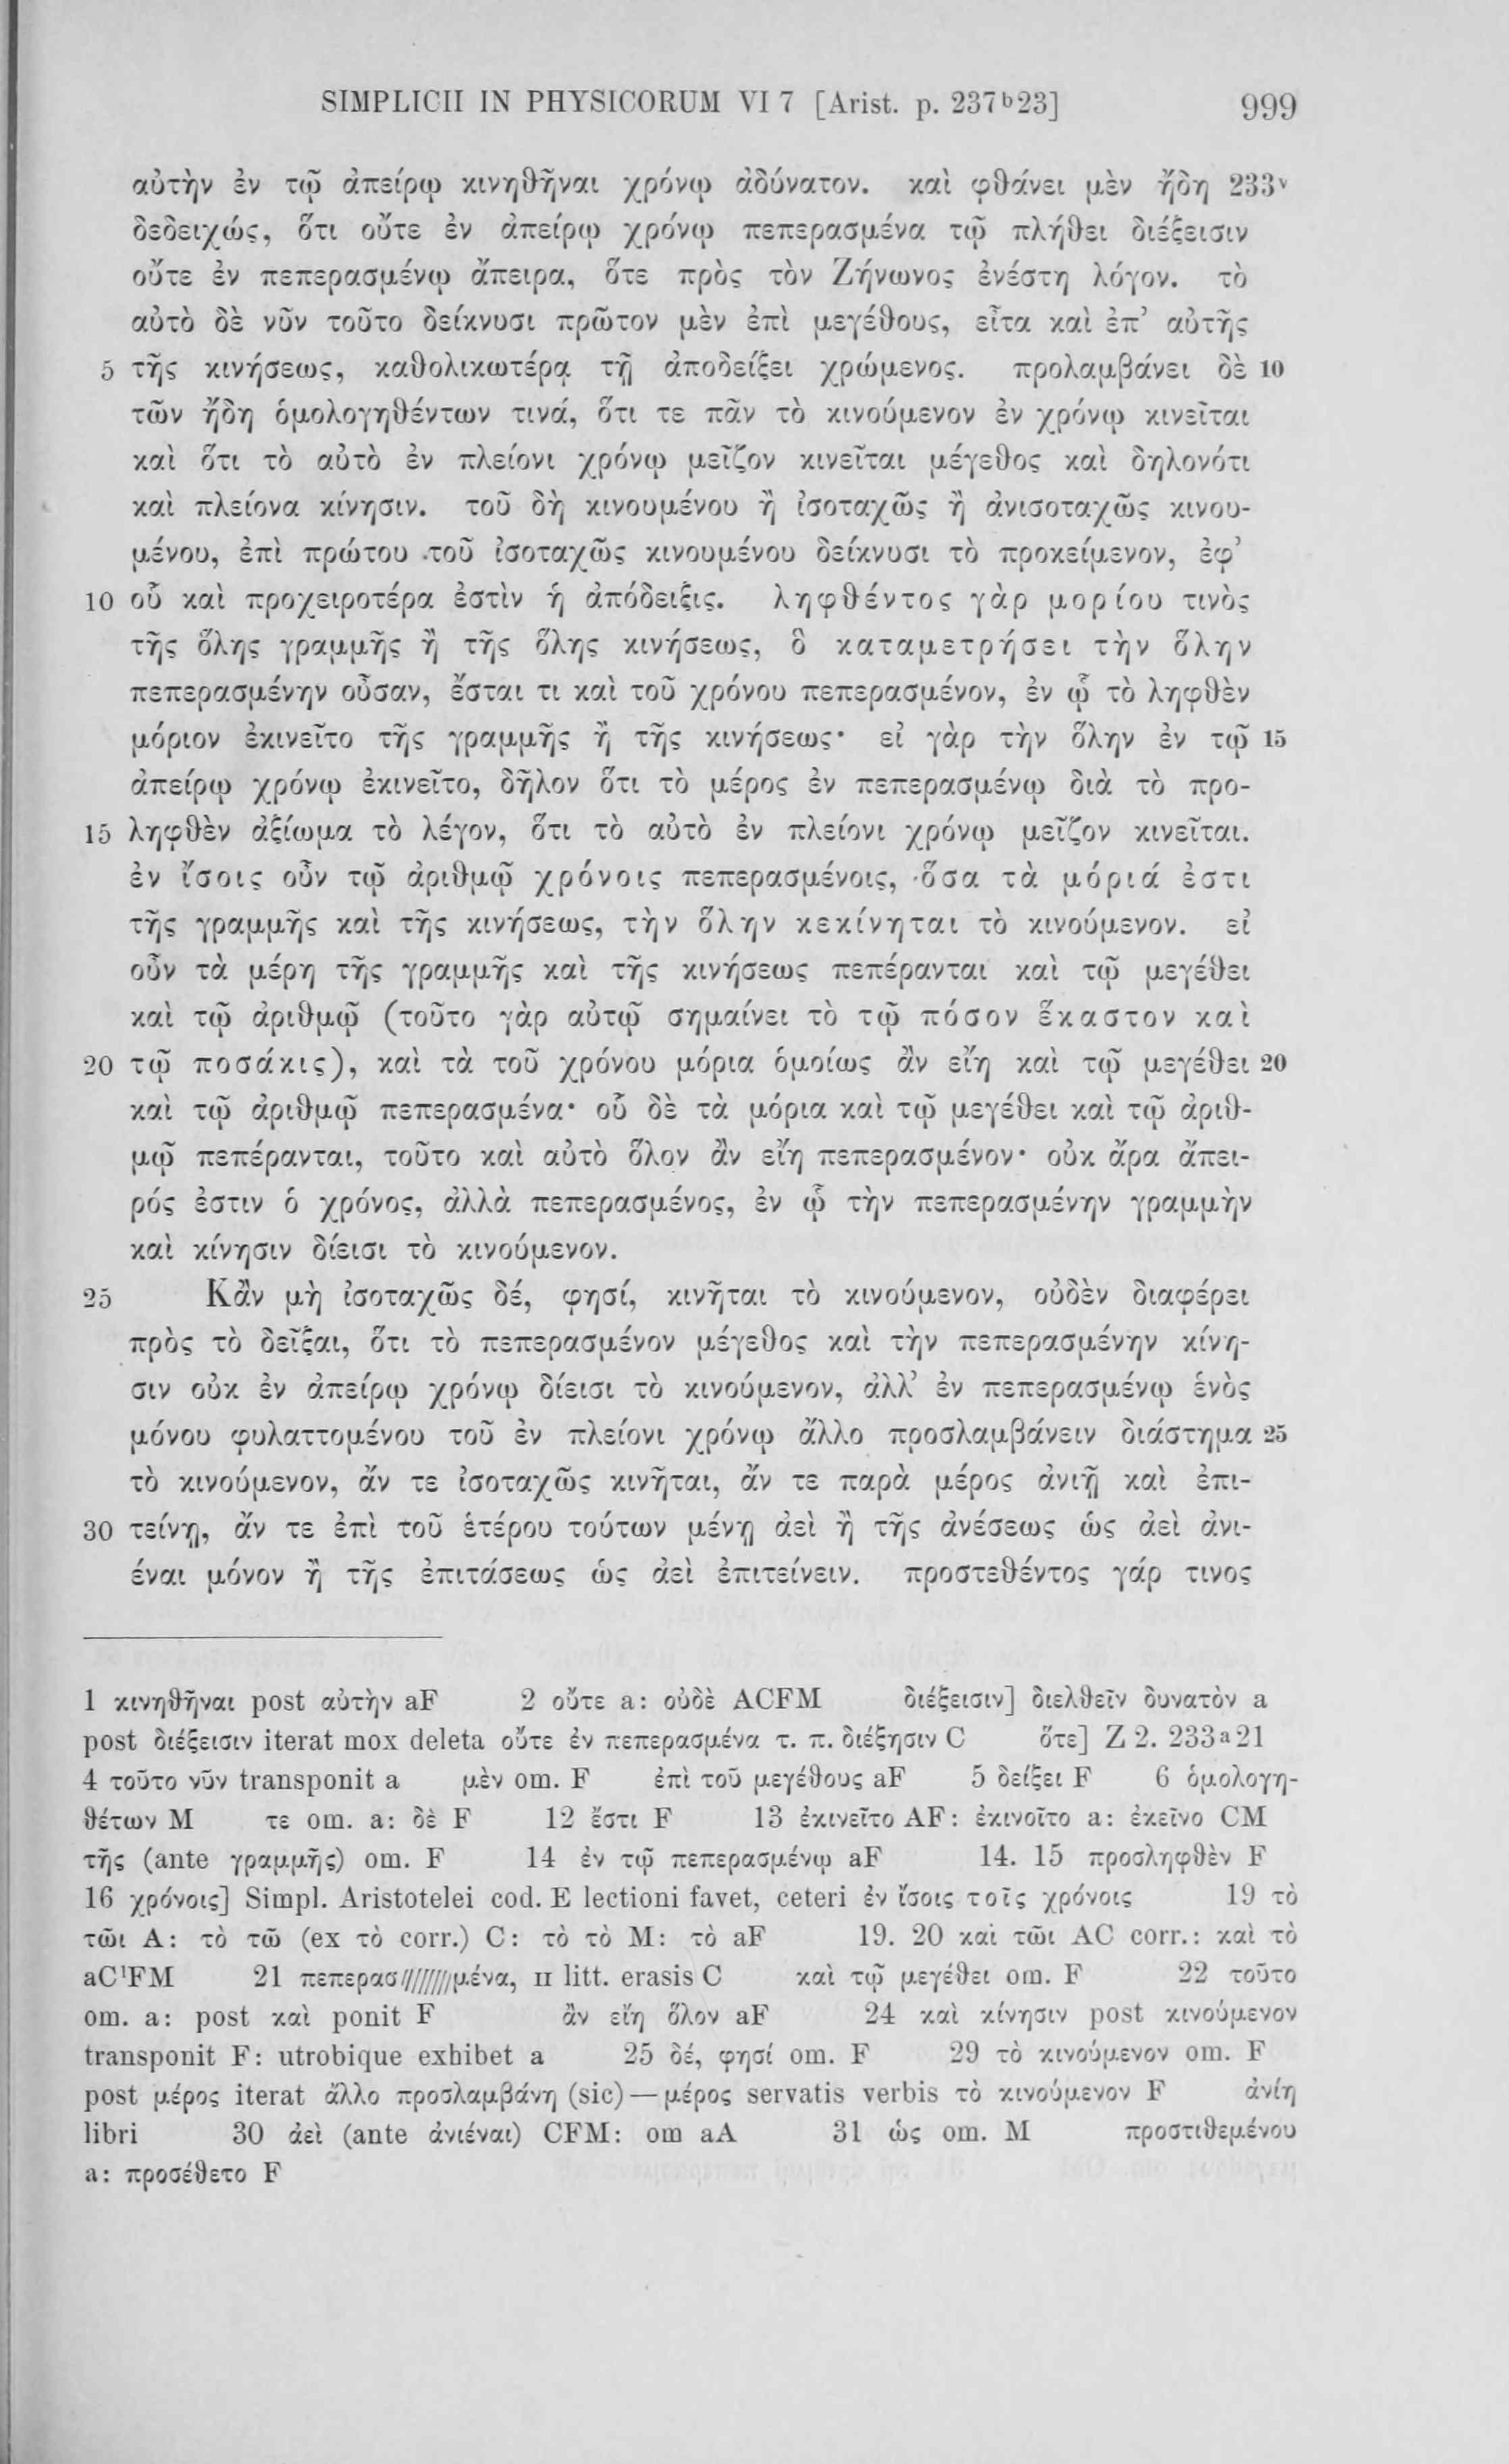 SIMPLICII IN PHYSICORUM VI 7 [Arist. p. 237ᵇ23] 999
αὐτὴν ἐν τῷ ἀπείρῳ κινηθῆναι χρόνῳ ἀδύνατον. καὶ φθάνει μὲν ἤδη 233ᵛ
δεδειχώς, ὅτι οὔτε ἐν ἀπείρῳ χρόνῳ πεπερασμένα τῷ πλήθει διέξεισιν
οὔτε ἐν πεπερασμένῳ ἄπειρα, ὅτε πρὸς τὸν Ζήνωνος ἐνέστη λόγον. τὸ
αὐτὸ δὲ νῦν τοῦτο δείκνυσι πρῶτον μὲν ἐπὶ μεγέθους, εἶτα καὶ ἐπ’ αὐτῆς
5 τῆς κινήσεως, καθολικωτέρᾳ τῇ ἀποδείξει χρώμενος. προλαμβάνει δὲ 10
τῶν ἤδη ὁμολογηθέντων τινά, ὅτι τε πᾶν τὸ κινούμενον ἐν χρόνῳ κινεῖται
καὶ ὅτι τὸ αὐτὸ ἐν πλείονι χρόνῳ μεῖζον κινεῖται μέγεθος καὶ δηλονότι
καὶ πλείονα κίνησιν. τοῦ δὴ κινουμένου ἢ ἰσοταχῶς ἢ ἀνισοταχῶς κινου-
μένου, ἐπὶ πρώτου τοῦ ἰσοταχῶς κινουμένου δείκνυσι τὸ προκείμενον, ἐφ’
10 οὗ καὶ προχειροτέρα ἐστὶν ἡ ἀπόδειξις. ληφθέντος γὰρ μορίου τινὸς
τῆς ὅλης γραμμῆς ἢ τῆς ὅλης κινήσεως, ὃ καταμετρήσει τὴν ὅλην
πεπερασμένην οὖσαν, ἔσται τι καὶ τοῦ χρόνου πεπερασμένον, ἐν ᾧ τὸ ληφθὲν
μόριον ἐκινεῖτο τῆς γραμμῆς ἢ τῆς κινήσεως· εἰ γὰρ τὴν ὅλην ἐν τῷ 15
ἀπείρῳ χρόνῳ ἐκινεῖτο, δῆλον ὅτι τὸ μέρος ἐν πεπερασμένῳ διὰ τὸ προ-
15 ληφθὲν ἀξίωμα τὸ λέγον, ὅτι τὸ αὐτὸ ἐν πλείονι χρόνῳ μεῖζον κινεῖται.
ἐν ἴσοις οὖν τῷ ἀριθμῷ χρόνοις πεπερασμένοις, ὅσα τὰ μόριά ἐστι
τῆς γραμμῆς καὶ τῆς κινήσεως, τὴν ὅλην κεκίνηται τὸ κινούμενον. εἰ
οὖν τὰ μέρη τῆς γραμμῆς καὶ τῆς κινήσεως πεπέρανται καὶ τῷ μεγέθει
καὶ τῷ ἀριθμῷ (τοῦτο γὰρ αὐτῷ σημαίνει τὸ τῷ πόσον ἕκαστον καὶ
20 τῷ ποσάκις), καὶ τὰ τοῦ χρόνου μόρια ὁμοίως ἂν εἴη καὶ τῷ μεγέθει 20
καὶ τῷ ἀριθμῷ πεπερασμένα· οὗ δὲ τὰ μόρια καὶ τῷ μεγέθει καὶ τῷ ἀριθ-
μῷ πεπέρανται, τοῦτο καὶ αὐτὸ ὅλον ἂν εἴη πεπερασμένον· οὐκ ἄρα ἄπει-
ρός ἐστιν ὁ χρόνος, ἀλλὰ πεπερασμένος, ἐν ᾧ τὴν πεπερασμένην γραμμὴν
καὶ κίνησιν δίεισι τὸ κινούμενον.
25 Κἂν μὴ ἰσοταχῶς δέ, φησί, κινῆται τὸ κινούμενον, οὐδὲν διαφέρει
πρὸς τὸ δεῖξαι, ὅτι τὸ πεπερασμένον μέγεθος καὶ τὴν πεπερασμένην κίνη-
σιν οὐκ ἐν ἀπείρῳ χρόνῳ δίεισι τὸ κινούμενον, ἀλλ’ ἐν πεπερασμένῳ ἑνὸς
μόνου φυλαττομένου τοῦ ἐν πλείονι χρόνῳ ἄλλο προσλαμβάνειν διάστημα 25
τὸ κινούμενον, ἄν τε ἰσοταχῶς κινῆται, ἄν τε παρὰ μέρος ἀνιῇ καὶ ἐπι-
30 τείνῃ, ἄν τε ἐπὶ τοῦ ἑτέρου τούτων μένῃ ἀεὶ ἢ τῆς ἀνέσεως ὡς ἀεὶ ἀνι-
έναι μόνον ἢ τῆς ἐπιτάσεως ὡς ἀεὶ ἐπιτείνειν. προστεθέντος γάρ τινος
1 κινηθῆναι post αὐτὴν aF 2 οὔτε a: οὐδὲ ACFM διέξεισιν] διελθεῖν δυνατὸν a
post διέξεισιν iterat mox deleta οὔτε ἐν πεπερασμένα τ. π. διέξησιν C ὅτε] Z 2. 233ᵃ21
4 τοῦτο νῦν transponit a μὲν om. F ἐπὶ τοῦ μεγέθους aF 5 δείξει F 6 ὁμολογη-
θέτων M τε om. a: δὲ F 12 ἔστι F 13 ἐκινεῖτο AF: ἐκινοῖτο a: ἐκεῖνο CM
τῆς (ante γραμμῆς) om. F 14 ἐν τῷ πεπερασμένῳ aF 14. 15 προσληφθὲν F
16 χρόνοις] Simpl. Aristotelei cod. E lectioni favet, ceteri ἐν ἴσοις τοῖς χρόνοις 19 τὸ
τῶι A: τὸ τῶ (ex τὸ corr.) C: τὸ τὸ M: τὸ aF 19. 20 καὶ τῶι AC corr.: καὶ τὸ
aC¹FM 21 πεπερασ////////μένα, II litt. erasis C καὶ τῷ μεγέθει om. F 22 τοῦτο
om. a: post καὶ ponit F ἂν εἴη ὅλον aF 24 καὶ κίνησιν post κινούμενον
transponit F: utrobique exhibet a 25 δέ, φησί om. F 29 τὸ κινούμενον om. F
post μέρος iterat ἄλλο προσλαμβάνη (sic) — μέρος servatis verbis τὸ κινούμενον F ἀνίη
libri 30 ἀεὶ (ante ἀνιέναι) CFM: om aA 31 ὡς om. M προστιθεμένου
a: προσέθετο F